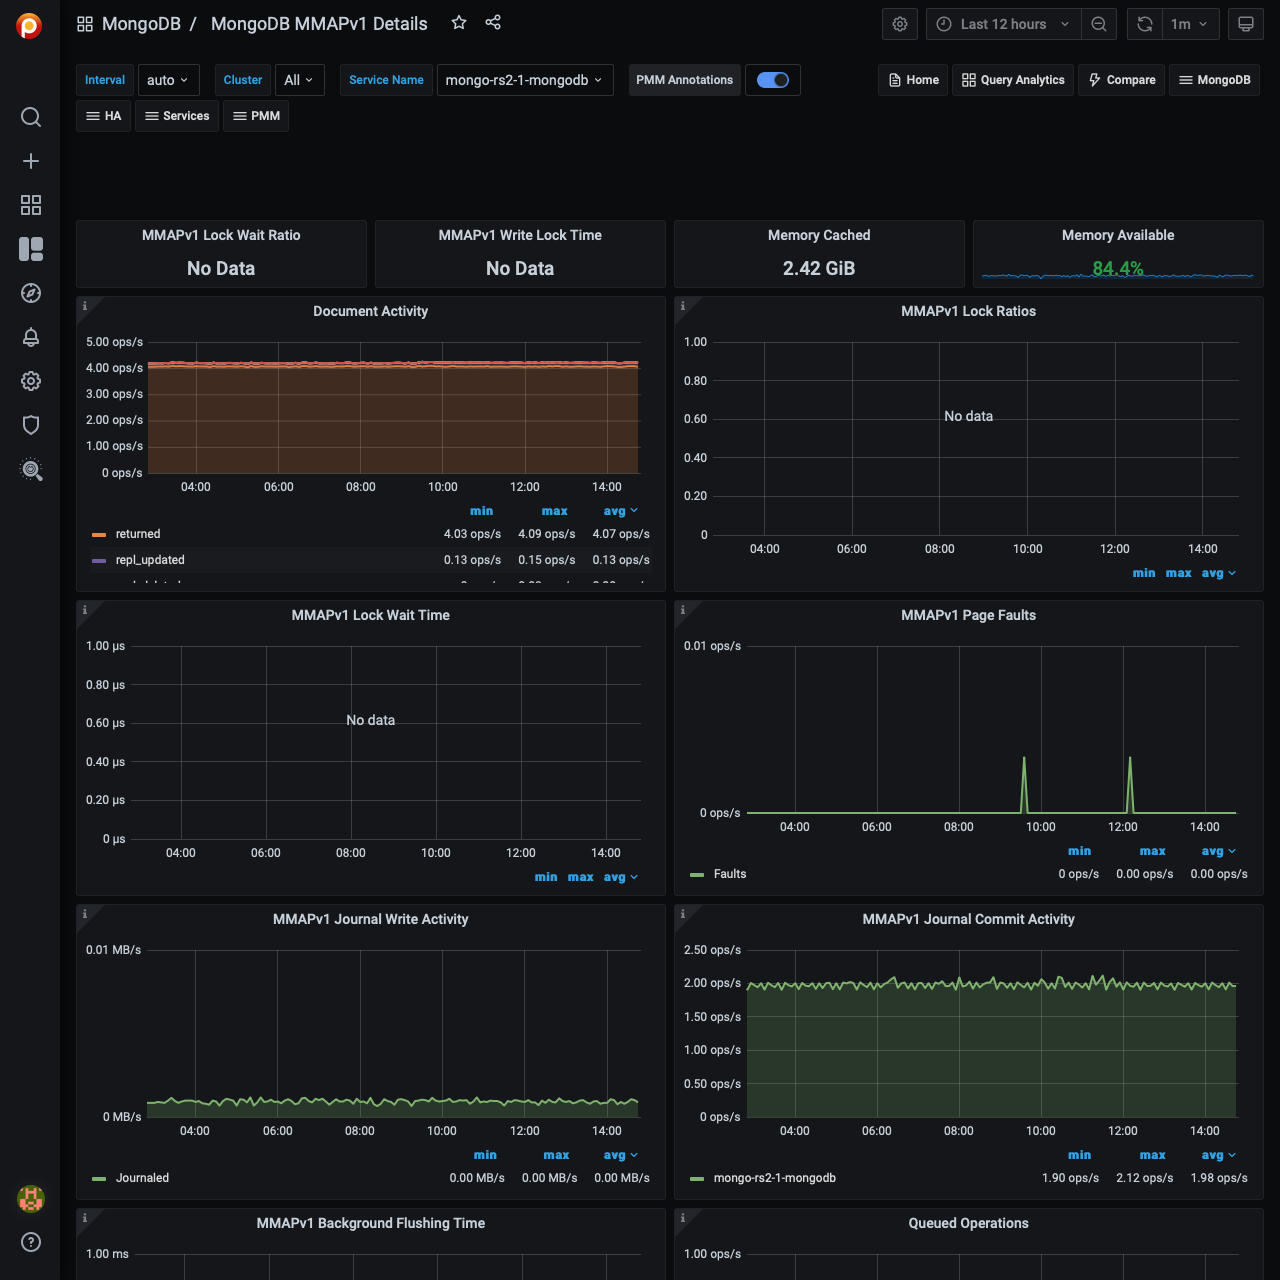 MongoDB / MongoDB MMAPv1 Details
Last 12 hours
1m
Interval auto Cluster All Service Name mongo-rs2-1-mongodb PMM Annotations
Home Query Analytics Compare MongoDB
HA Services PMM
MMAPv1 Lock Wait Ratio
No Data
MMAPv1 Write Lock Time
No Data
Memory Cached
2.42 GiB
Memory Available
84.4%
Document Activity
5.00 ops/s
4.00 ops/s
3.00 ops/s
2.00 ops/s
1.00 ops/s
0 ops/s
04:00 06:00 08:00 10:00 12:00 14:00
min max avg
returned 4.03 ops/s 4.09 ops/s 4.07 ops/s
repl_updated 0.13 ops/s 0.15 ops/s 0.13 ops/s
MMAPv1 Lock Ratios
1.00
0.80
0.60
0.40
0.20
0
No data
04:00 06:00 08:00 10:00 12:00 14:00
min max avg
MMAPv1 Lock Wait Time
1.00 µs
0.80 µs
0.60 µs
0.40 µs
0.20 µs
0 µs
No data
04:00 06:00 08:00 10:00 12:00 14:00
min max avg
MMAPv1 Page Faults
0.01 ops/s
0 ops/s
04:00 06:00 08:00 10:00 12:00 14:00
min max avg
Faults 0 ops/s 0.00 ops/s 0.00 ops/s
MMAPv1 Journal Write Activity
0.01 MB/s
0 MB/s
04:00 06:00 08:00 10:00 12:00 14:00
min max avg
Journaled 0.00 MB/s 0.00 MB/s 0.00 MB/s
MMAPv1 Journal Commit Activity
2.50 ops/s
2.00 ops/s
1.50 ops/s
1.00 ops/s
0.50 ops/s
0 ops/s
04:00 06:00 08:00 10:00 12:00 14:00
min max avg
mongo-rs2-1-mongodb 1.90 ops/s 2.12 ops/s 1.98 ops/s
MMAPv1 Background Flushing Time
1.00 ms
Queued Operations
1.00 ops/s